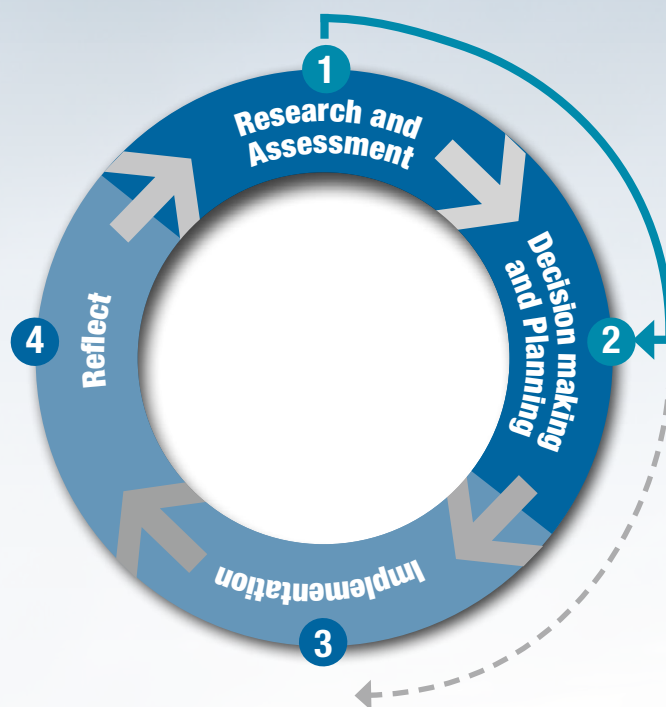 1
Research and
Assessment
2
Decision making
and Planning
3
Implementation
4
Reflect